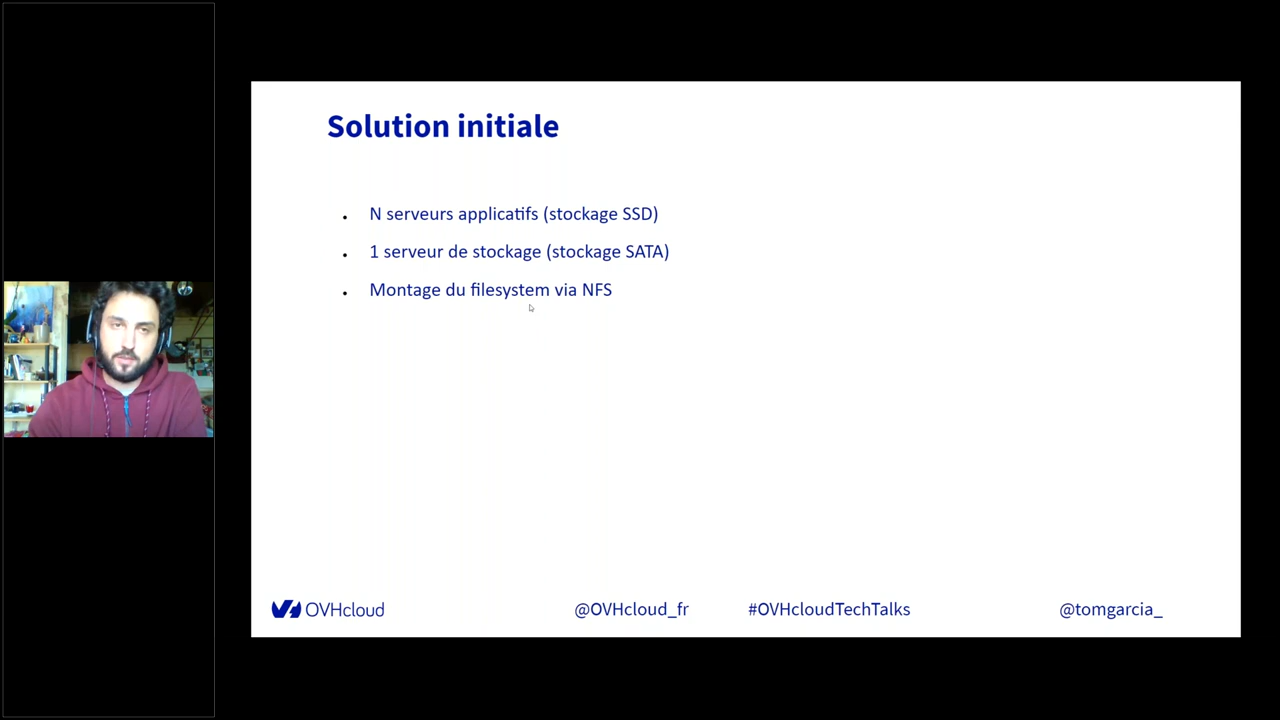 Solution initiale
N serveurs applicatifs (stockage SSD)
1 serveur de stockage (stockage SATA)
Montage du filesystem via NFS
OVHcloud @OVHcloud_fr #OVHcloudTechTalks @tomgarcia_